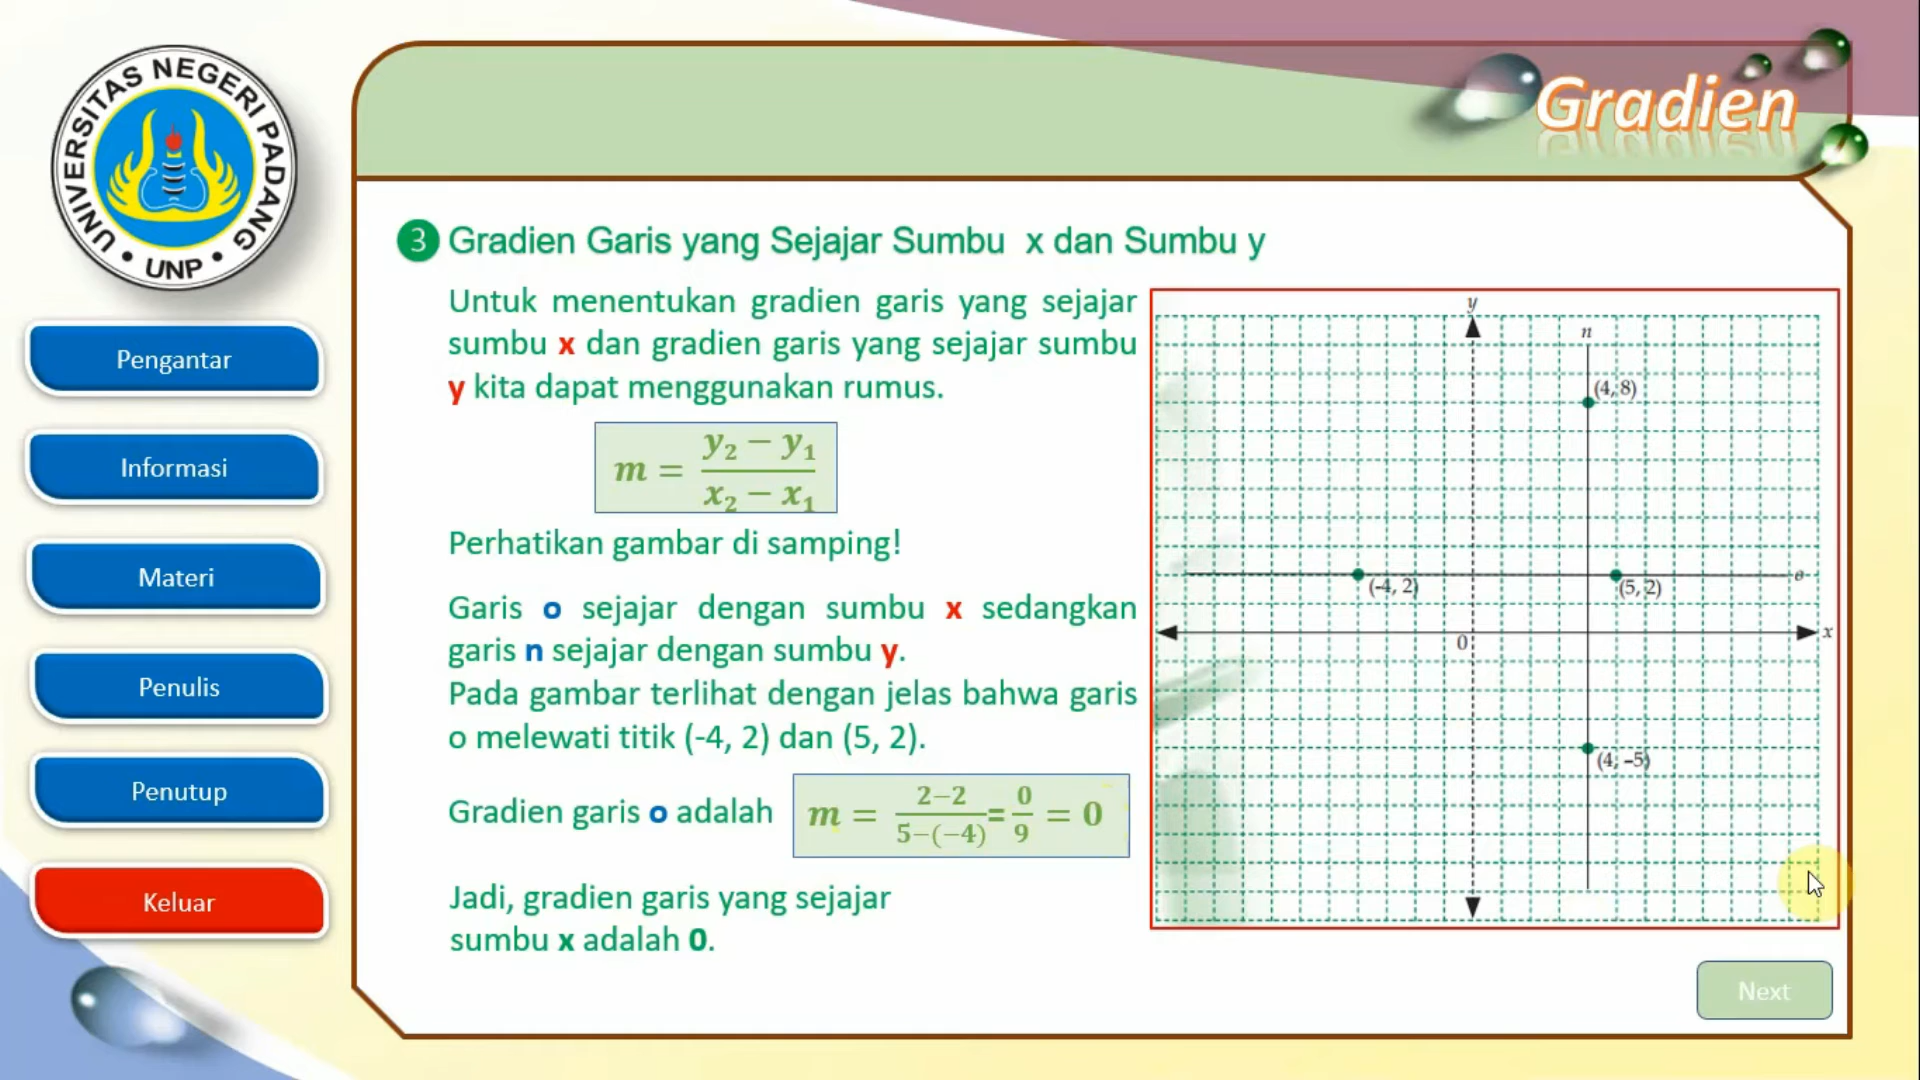 UNIVERSITAS NEGERI PADANG
• UNP •
Gradien
Pengantar
Informasi
Materi
Penulis
Penutup
Keluar
3 Gradien Garis yang Sejajar Sumbu x dan Sumbu y
Untuk menentukan gradien garis yang sejajar
sumbu x dan gradien garis yang sejajar sumbu
y kita dapat menggunakan rumus.
m = (y₂ − y₁)/(x₂ − x₁)
Perhatikan gambar di samping!
Garis o sejajar dengan sumbu x sedangkan
garis n sejajar dengan sumbu y.
Pada gambar terlihat dengan jelas bahwa garis
o melewati titik (-4, 2) dan (5, 2).
Gradien garis o adalah m = (2−2)/(5−(−4)) = 0/9 = 0
Jadi, gradien garis yang sejajar
sumbu x adalah 0.
y
n
(4, 8)
(-4, 2)
(5, 2)
o
x
0
(4, –5)
Next